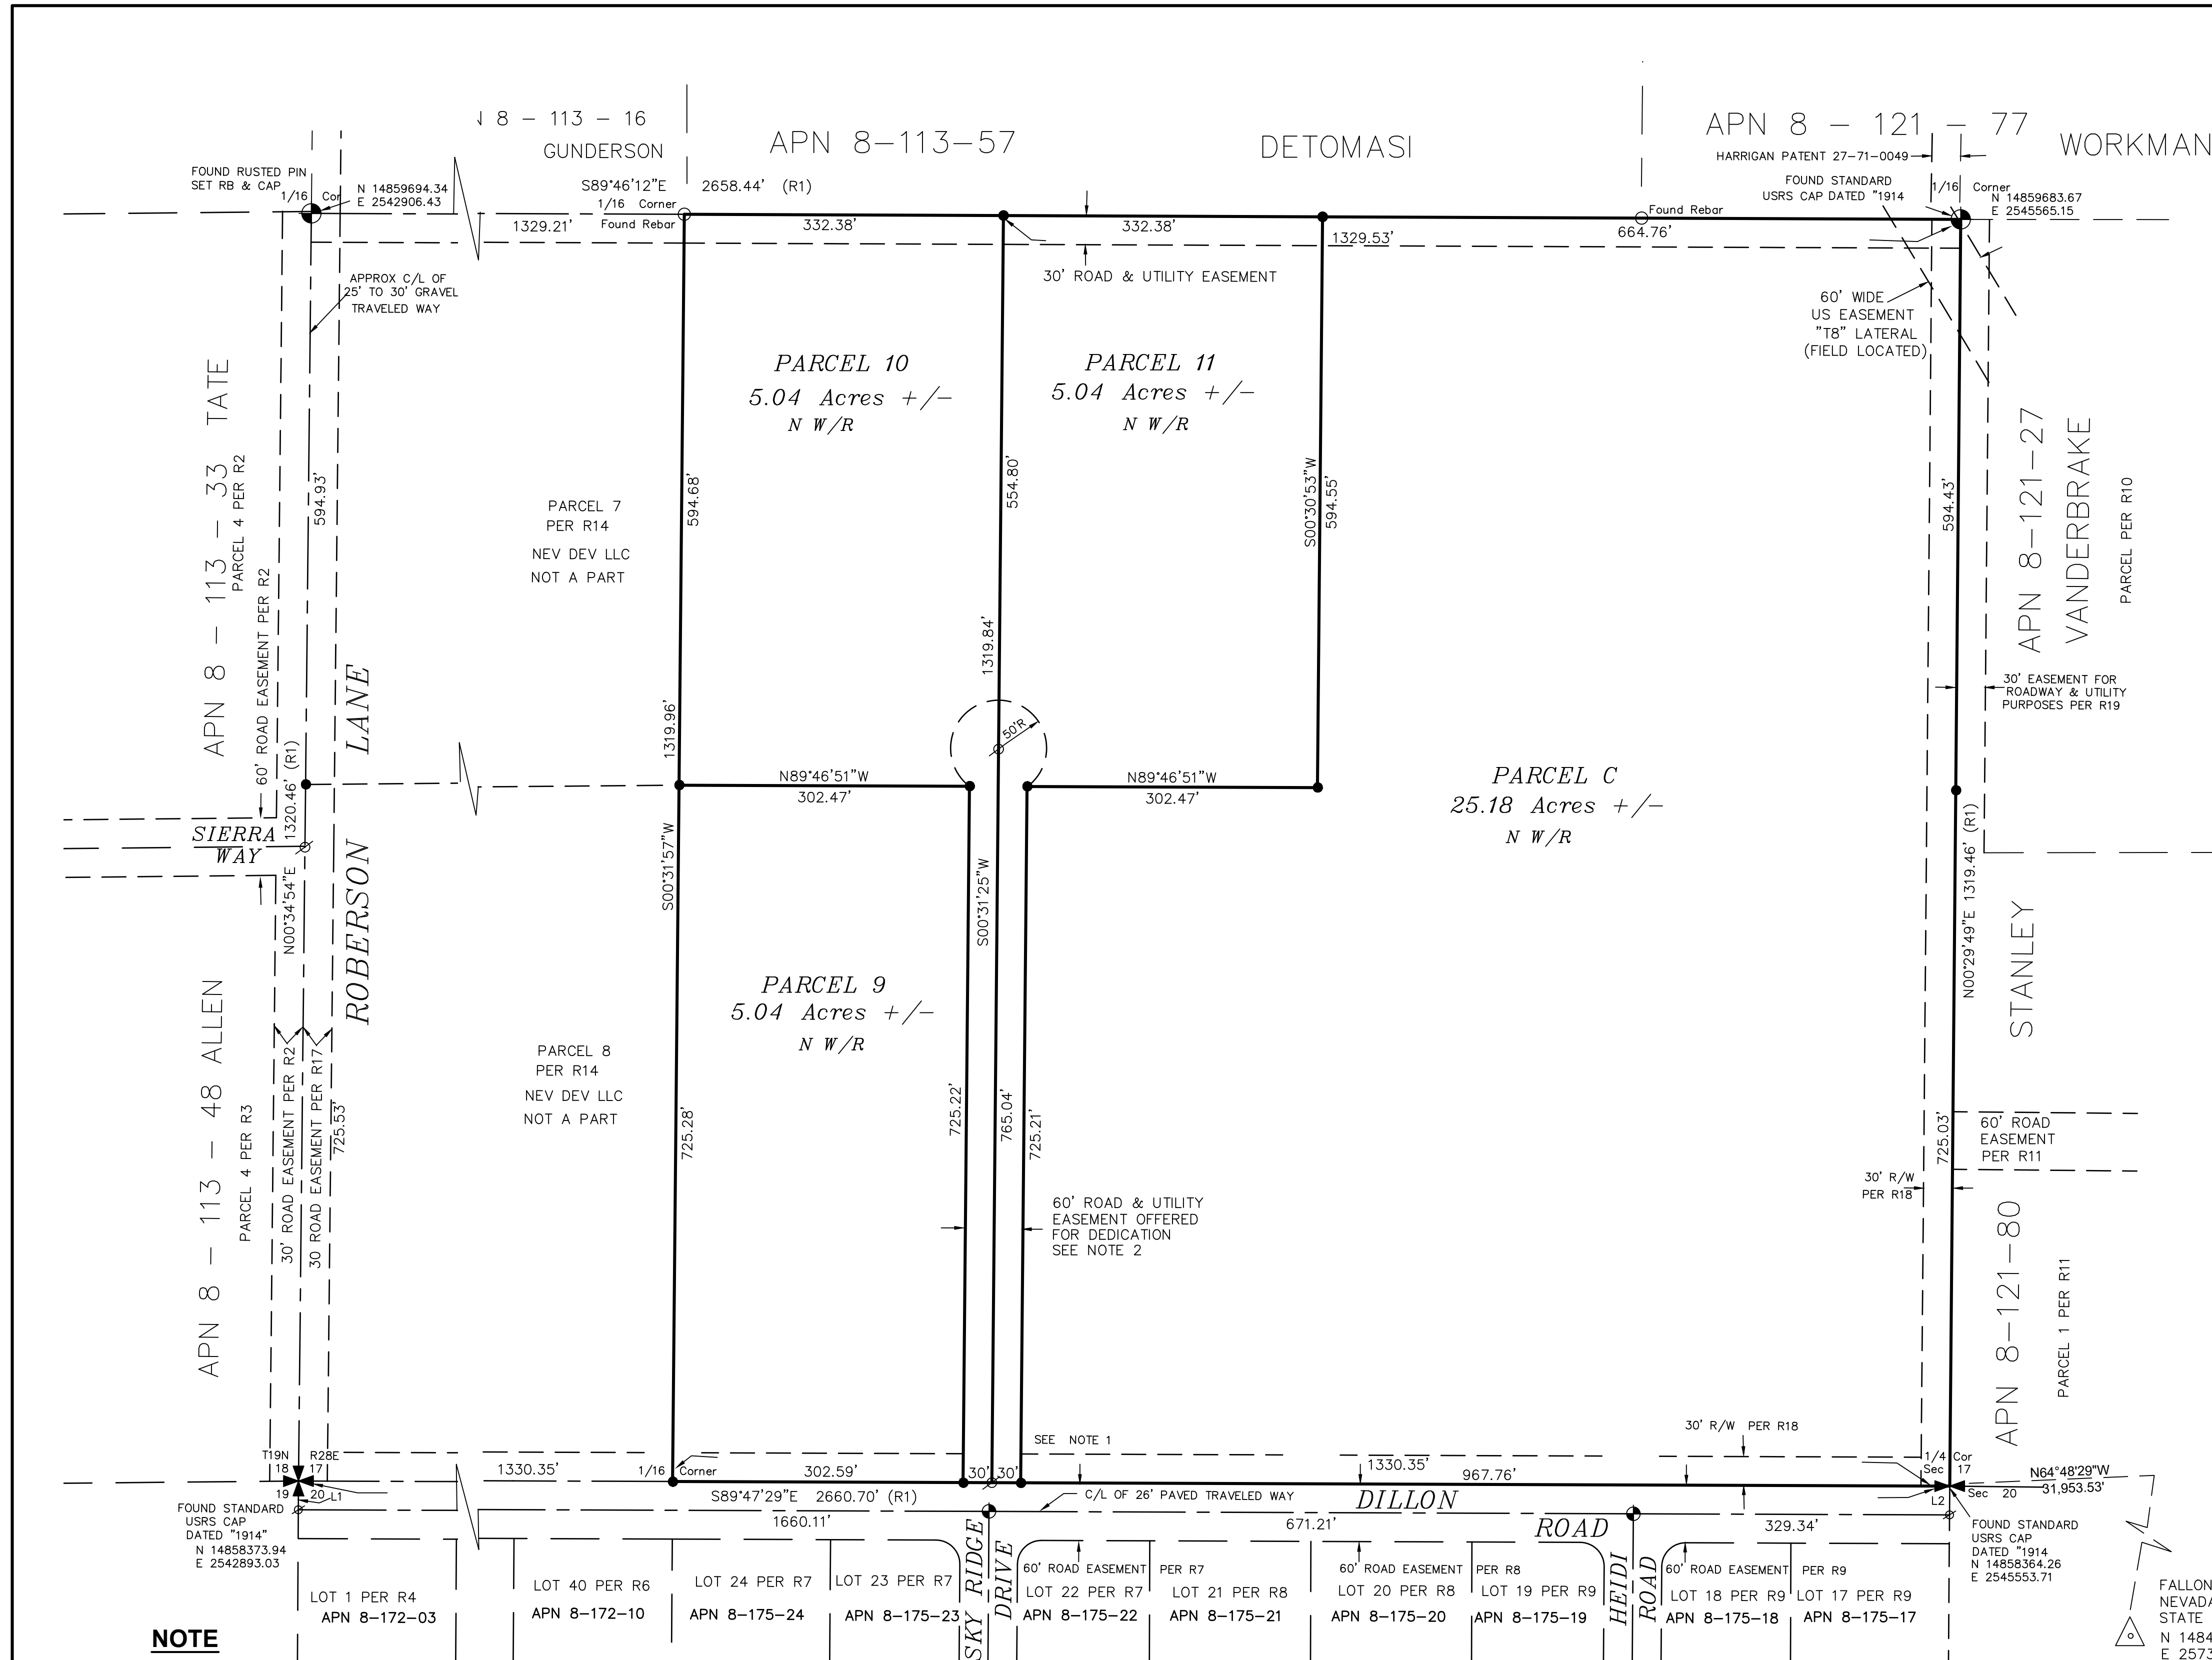 N 8 – 113 – 16
GUNDERSON
APN 8–113–57
DETOMASI
APN 8 – 121 – 77
WORKMAN
HARRIGAN PATENT 27–71–0049
FOUND RUSTED PIN
SET RB & CAP
1/16 Cor
N 14859694.34
E 2542906.43
S89°46'12"E 2658.44' (R1)
1/16 Corner
Found Rebar
1329.21'
332.38'
332.38'
1329.53'
664.76'
Found Rebar
FOUND STANDARD
USRS CAP DATED "1914
1/16 Corner
N 14859683.67
E 2545565.15
30' ROAD & UTILITY EASEMENT
APPROX C/L OF
25' TO 30' GRAVEL
TRAVELED WAY
60' WIDE
US EASEMENT
"T8" LATERAL
(FIELD LOCATED)
PARCEL 10
5.04 Acres +/–
N W/R
PARCEL 11
5.04 Acres +/–
N W/R
APN 8 – 113 – 33 TATE
PARCEL 4 PER R2
60' ROAD EASEMENT PER R2
594.93'
PARCEL 7
PER R14
NEV DEV LLC
NOT A PART
594.68'
554.80'
S00°30'53"W
594.55'
594.43'
APN 8–121–27
VANDERBRAKE
PARCEL PER R10
1319.96'
1319.84'
50'R
30' EASEMENT FOR
ROADWAY & UTILITY
PURPOSES PER R19
ROBERSON LANE
1320.46' (R1)
N00°34'54"E
SIERRA
WAY
N89°46'51"W
302.47'
N89°46'51"W
302.47'
PARCEL C
25.18 Acres +/–
N W/R
S00°31'57"W
S00°31'25"W
N00°29'49"E 1319.46' (R1)
STANLEY
PARCEL 9
5.04 Acres +/–
N W/R
APN 8 – 113 – 48 ALLEN
PARCEL 4 PER R3
30' ROAD EASEMENT PER R2
30 ROAD EASEMENT PER R17
725.53'
PARCEL 8
PER R14
NEV DEV LLC
NOT A PART
725.28'
725.22'
765.04'
725.21'
725.03'
60' ROAD
EASEMENT
PER R11
30' R/W
PER R18
60' ROAD & UTILITY
EASEMENT OFFERED
FOR DEDICATION
SEE NOTE 2
APN 8–121–80
PARCEL 1 PER R11
SEE NOTE 1
30' R/W PER R18
T19N R28E
18 17
19 20
L1
1330.35'
1/16 Corner
302.59'
30' 30'
1330.35'
967.76'
1/4 Cor
Sec 17
Sec 20
L2
N64°48'29"W
31,953.53'
S89°47'29"E 2660.70' (R1)
C/L OF 26' PAVED TRAVELED WAY
DILLON ROAD
1660.11'
671.21'
329.34'
FOUND STANDARD
USRS CAP
DATED "1914"
N 14858373.94
E 2542893.03
FOUND STANDARD
USRS CAP
DATED "1914
N 14858364.26
E 2545553.71
SKY RIDGE
DRIVE
HEIDI
ROAD
60' ROAD EASEMENT PER R7
60' ROAD EASEMENT PER R8
60' ROAD EASEMENT PER R9
LOT 1 PER R4
APN 8–172–03
LOT 40 PER R6
APN 8–172–10
LOT 24 PER R7
APN 8–175–24
LOT 23 PER R7
APN 8–175–23
LOT 22 PER R7
APN 8–175–22
LOT 21 PER R8
APN 8–175–21
LOT 20 PER R8
APN 8–175–20
LOT 19 PER R9
APN 8–175–19
LOT 18 PER R9
APN 8–175–18
LOT 17 PER R9
APN 8–175–17
FALLON
NEVADA
STATE
N 1484
E 2573
NOTE